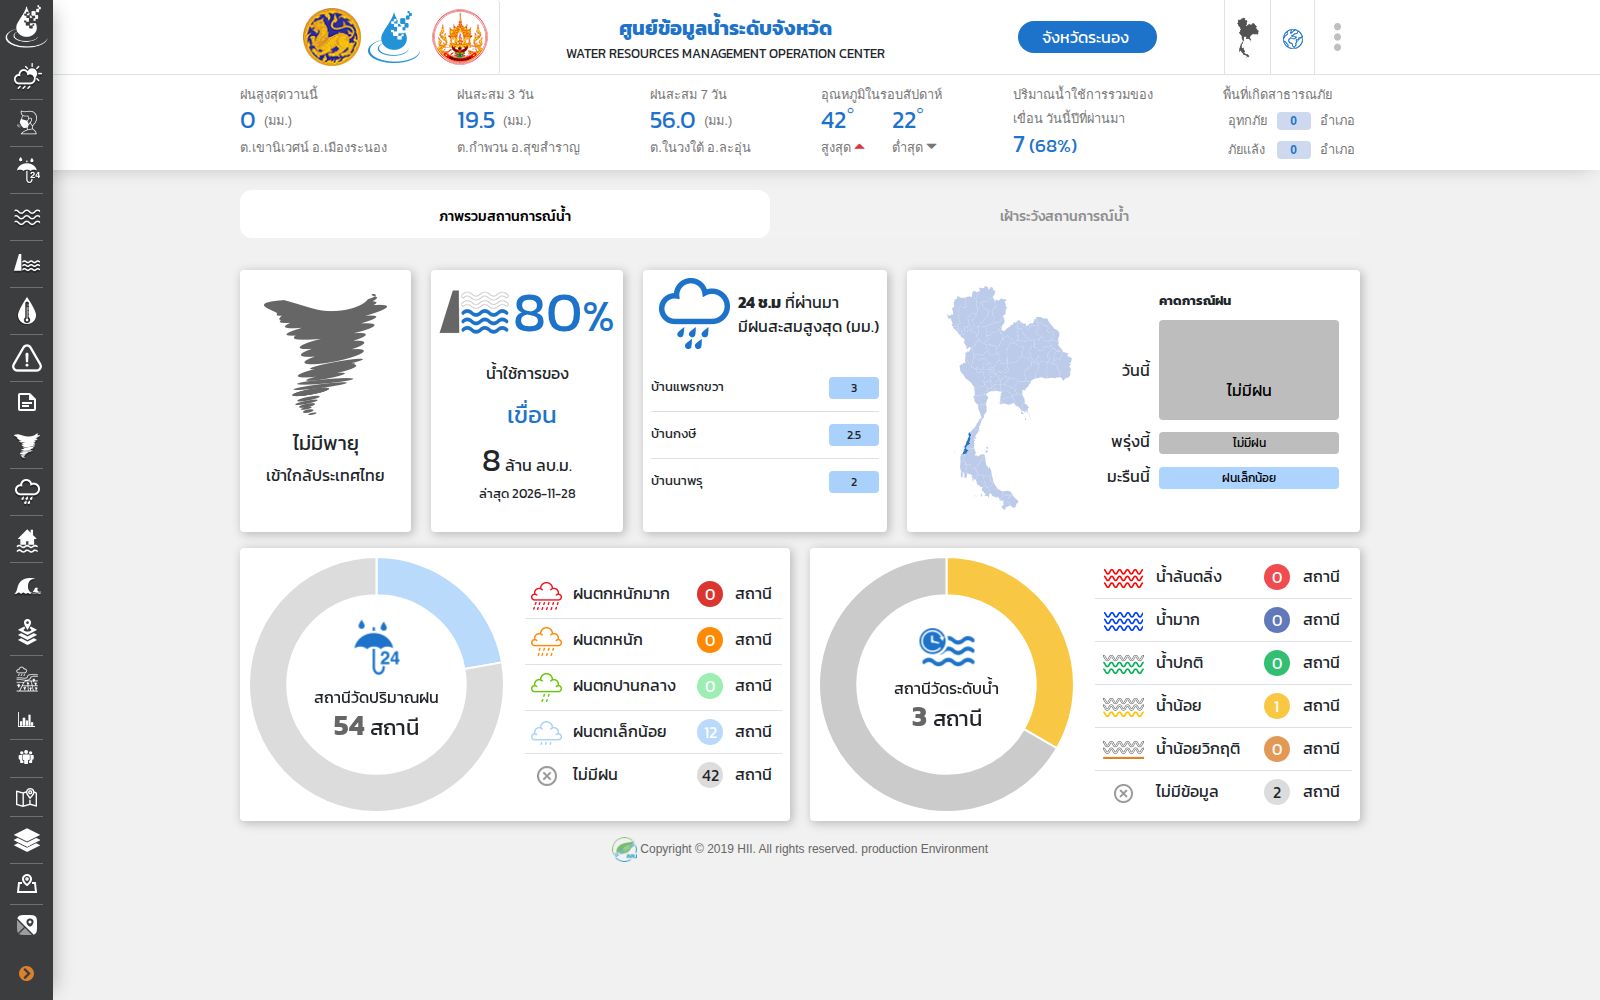 ศูนย์ข้อมูลน้ำระดับจังหวัด
WATER RESOURCES MANAGEMENT OPERATION CENTER
จังหวัดระนอง
ฝนสูงสุดวานนี้
0 (มม.)
ต.เขานิเวศน์ อ.เมืองระนอง
ฝนสะสม 3 วัน
19.5 (มม.)
ต.กำพวน อ.สุขสำราญ
ฝนสะสม 7 วัน
56.0 (มม.)
ต.ในวงใต้ อ.ละอุ่น
อุณหภูมิในรอบสัปดาห์
42° 22°
สูงสุด ต่ำสุด
ปริมาณน้ำใช้การรวมของ
เขื่อน วันนี้ปีที่ผ่านมา
7 (68%)
พื้นที่เกิดสาธารณภัย
อุทกภัย 0 อำเภอ
ภัยแล้ง 0 อำเภอ
ภาพรวมสถานการณ์น้ำ
เฝ้าระวังสถานการณ์น้ำ
ไม่มีพายุ
เข้าใกล้ประเทศไทย
80%
น้ำใช้การของ
เขื่อน
8 ล้าน ลบ.ม.
ล่าสุด 2026-11-28
24 ช.ม ที่ผ่านมา
มีฝนสะสมสูงสุด (มม.)
บ้านแพรกขวา 3
บ้านกงษี 2.5
บ้านนาพรุ 2
คาดการณ์ฝน
วันนี้ ไม่มีฝน
พรุ่งนี้ ไม่มีฝน
มะรืนนี้ ฝนเล็กน้อย
24
สถานีวัดปริมาณฝน
54 สถานี
ฝนตกหนักมาก 0 สถานี
ฝนตกหนัก 0 สถานี
ฝนตกปานกลาง 0 สถานี
ฝนตกเล็กน้อย 12 สถานี
ไม่มีฝน 42 สถานี
สถานีวัดระดับน้ำ
3 สถานี
น้ำล้นตลิ่ง 0 สถานี
น้ำมาก 0 สถานี
น้ำปกติ 0 สถานี
น้ำน้อย 1 สถานี
น้ำน้อยวิกฤติ 0 สถานี
ไม่มีข้อมูล 2 สถานี
Copyright © 2019 HII. All rights reserved. production Environment
24